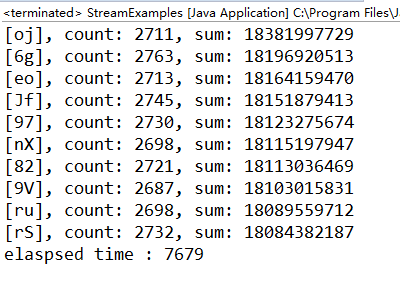 <terminated> StreamExamples [Java Application] C:\Program Files\J
[oj], count: 2711, sum: 18381997729
[6g], count: 2763, sum: 18196920513
[eo], count: 2713, sum: 18164159470
[Jf], count: 2745, sum: 18151879413
[97], count: 2730, sum: 18123275674
[nX], count: 2698, sum: 18115197947
[82], count: 2721, sum: 18113036469
[9V], count: 2687, sum: 18103015831
[ru], count: 2698, sum: 18089559712
[rS], count: 2732, sum: 18084382187
elaspsed time : 7679